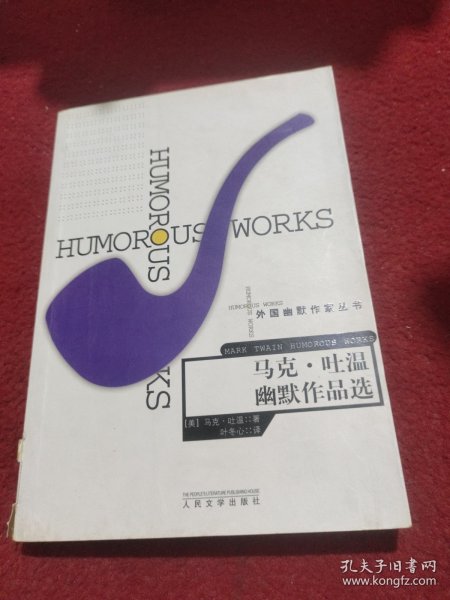 HUMOROUS WORKS
HUMOROUS WORKS
HUMOROUS WORKS
HUMOROUS WORKS
外国幽默作家丛书
MARK TWAIN HUMOROUS WORKS
马克·吐温
幽默作品选
[美] 马克·吐温::著
叶冬心::译
THE PEOPLE'S LITERATURE PUBLISHING HOUSE
人民文学出版社
孔夫子旧书网
www.kongfz.com